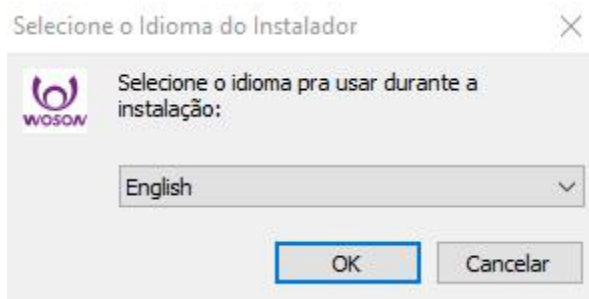 Selecione o Idioma do Instalador
Selecione o idioma pra usar durante a
instalação:
WOSON
English
OK
Cancelar